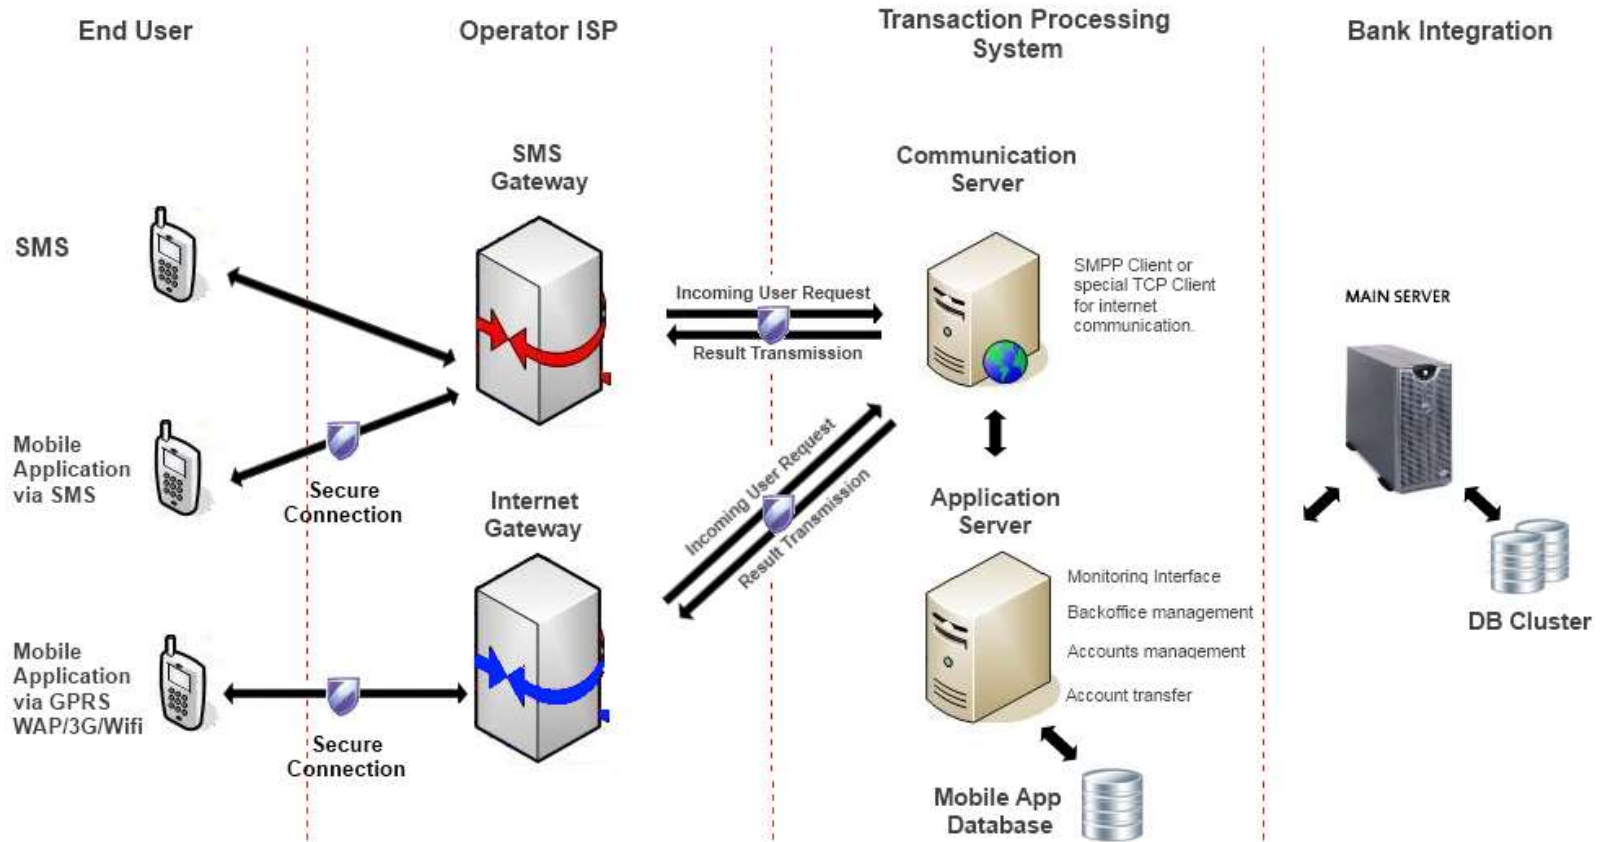 End User
Operator ISP
Transaction Processing
System
Bank Integration
SMS
Gateway
Communication
Server
SMS
SMPP Client or
special TCP Client
for internet
communication.
Incoming User Request
Result Transmission
MAIN SERVER
Mobile
Application
via SMS
Secure
Connection
Internet
Gateway
Incoming User Request
Result Transmission
Application
Server
Monitoring Interface
Backoffice management
Accounts management
Account transfer
DB Cluster
Mobile
Application
via GPRS
WAP/3G/Wifi
Secure
Connection
Mobile App
Database